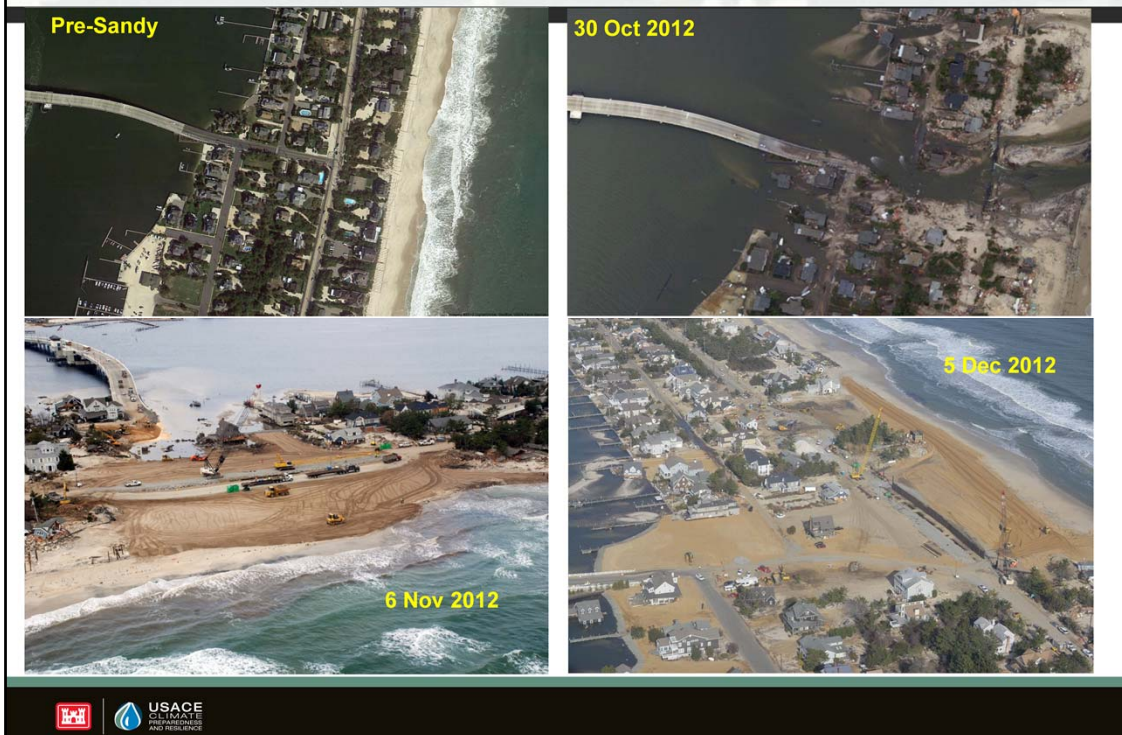 Pre-Sandy
30 Oct 2012
6 Nov 2012
5 Dec 2012
USACE
CLIMATE
PREPAREDNESS
AND RESILIENCE